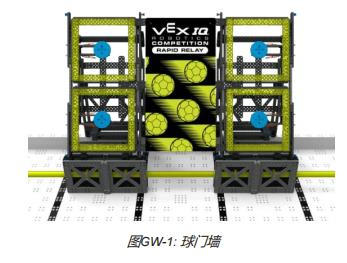 VEX IQ
ROBOTICS
COMPETITION
RAPID RELAY
图GW-1: 球门墙